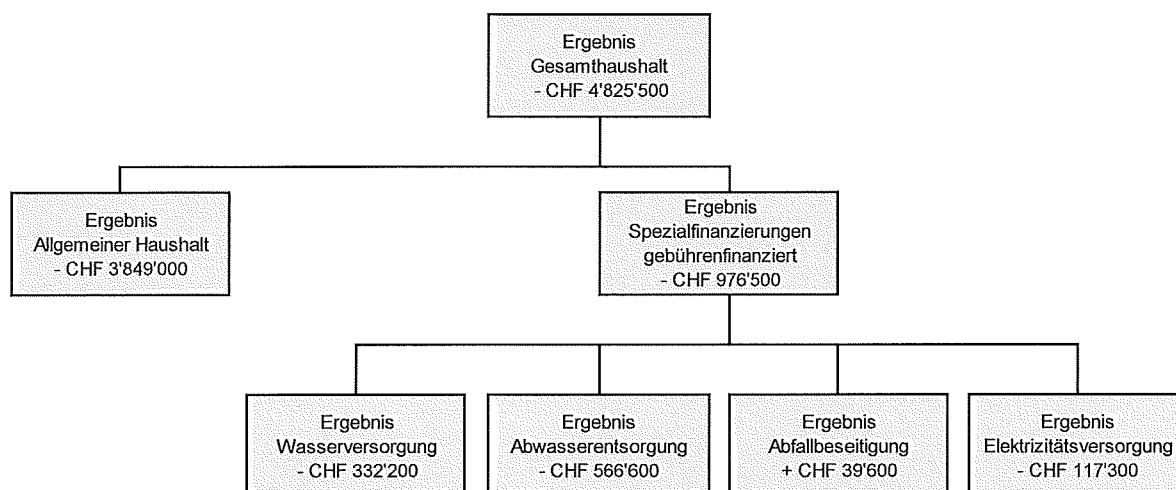 Ergebnis
Gesamthaushalt
- CHF 4'825'500
Ergebnis
Allgemeiner Haushalt
- CHF 3'849'000
Ergebnis
Spezialfinanzierungen
gebührenfinanziert
- CHF 976'500
Ergebnis
Wasserversorgung
- CHF 332'200
Ergebnis
Abwasserentsorgung
- CHF 566'600
Ergebnis
Abfallbeseitigung
+ CHF 39'600
Ergebnis
Elektrizitätsversorgung
- CHF 117'300